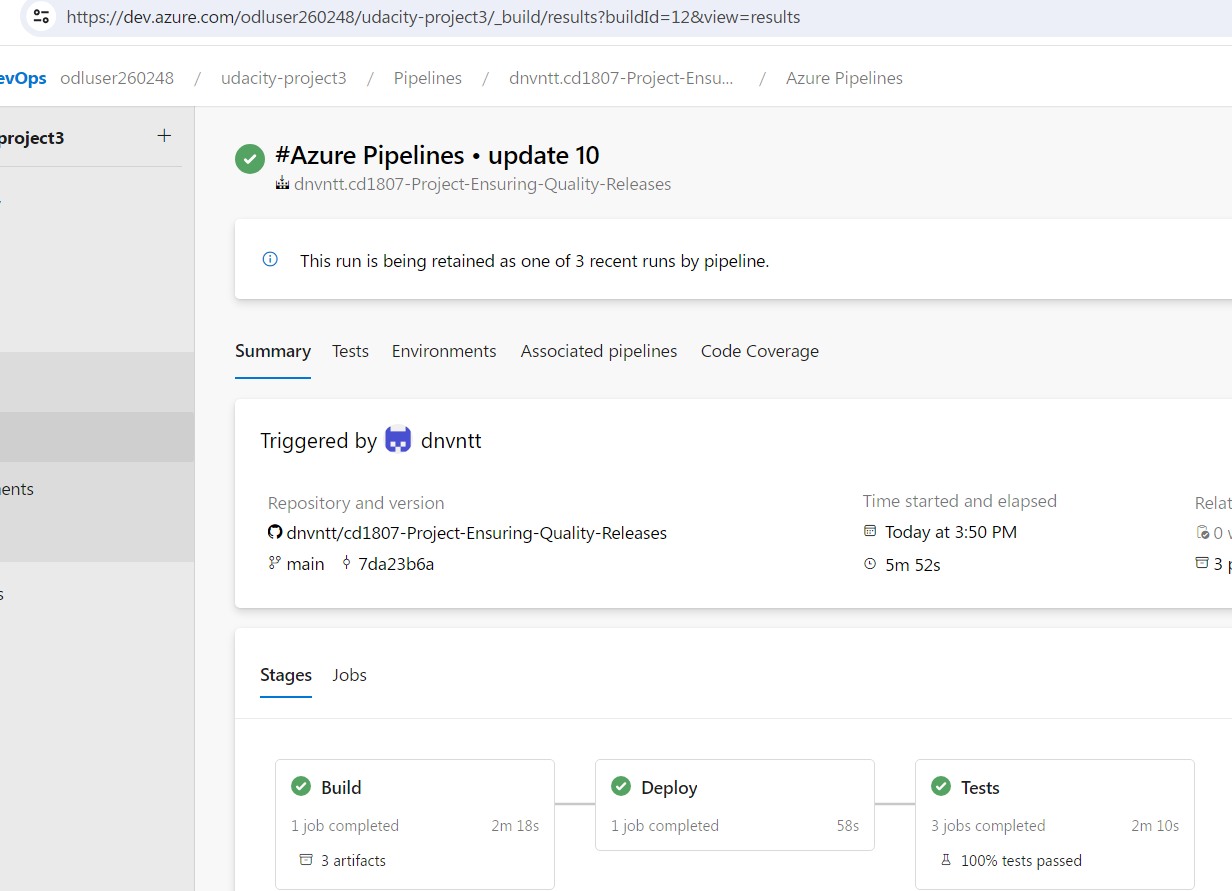 https://dev.azure.com/odluser260248/udacity-project3/_build/results?buildId=12&view=results
evOps odluser260248 / udacity-project3 / Pipelines / dnvntt.cd1807-Project-Ensu... / Azure Pipelines
project3 +
#Azure Pipelines • update 10
dnvntt.cd1807-Project-Ensuring-Quality-Releases
This run is being retained as one of 3 recent runs by pipeline.
Summary Tests Environments Associated pipelines Code Coverage
Triggered by dnvntt
ents
Repository and version Time started and elapsed Relat
dnvntt/cd1807-Project-Ensuring-Quality-Releases Today at 3:50 PM 0
main 7da23b6a 5m 52s 3 p
s
Stages Jobs
Build Deploy Tests
1 job completed 2m 18s 1 job completed 58s 3 jobs completed 2m 10s
3 artifacts 100% tests passed